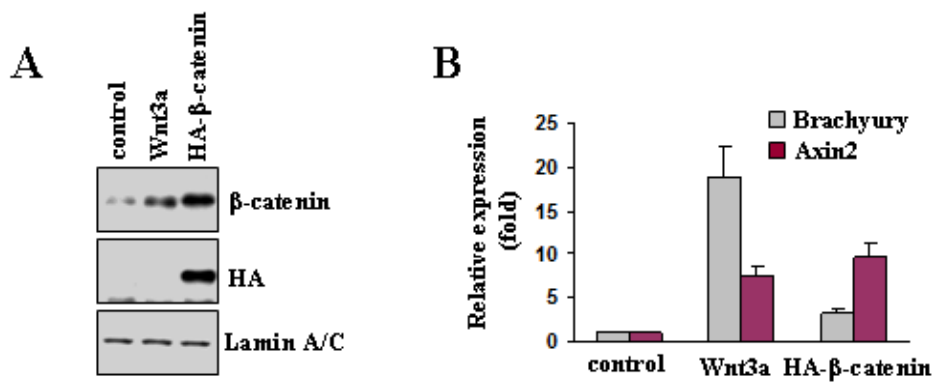 A
control
Wnt3a
HA-β-catenin
β-catenin
HA
Lamin A/C
B
Brachyury
Axin2
Relative expression
(fold)
25
20
15
10
5
0
control
Wnt3a
HA-β-catenin